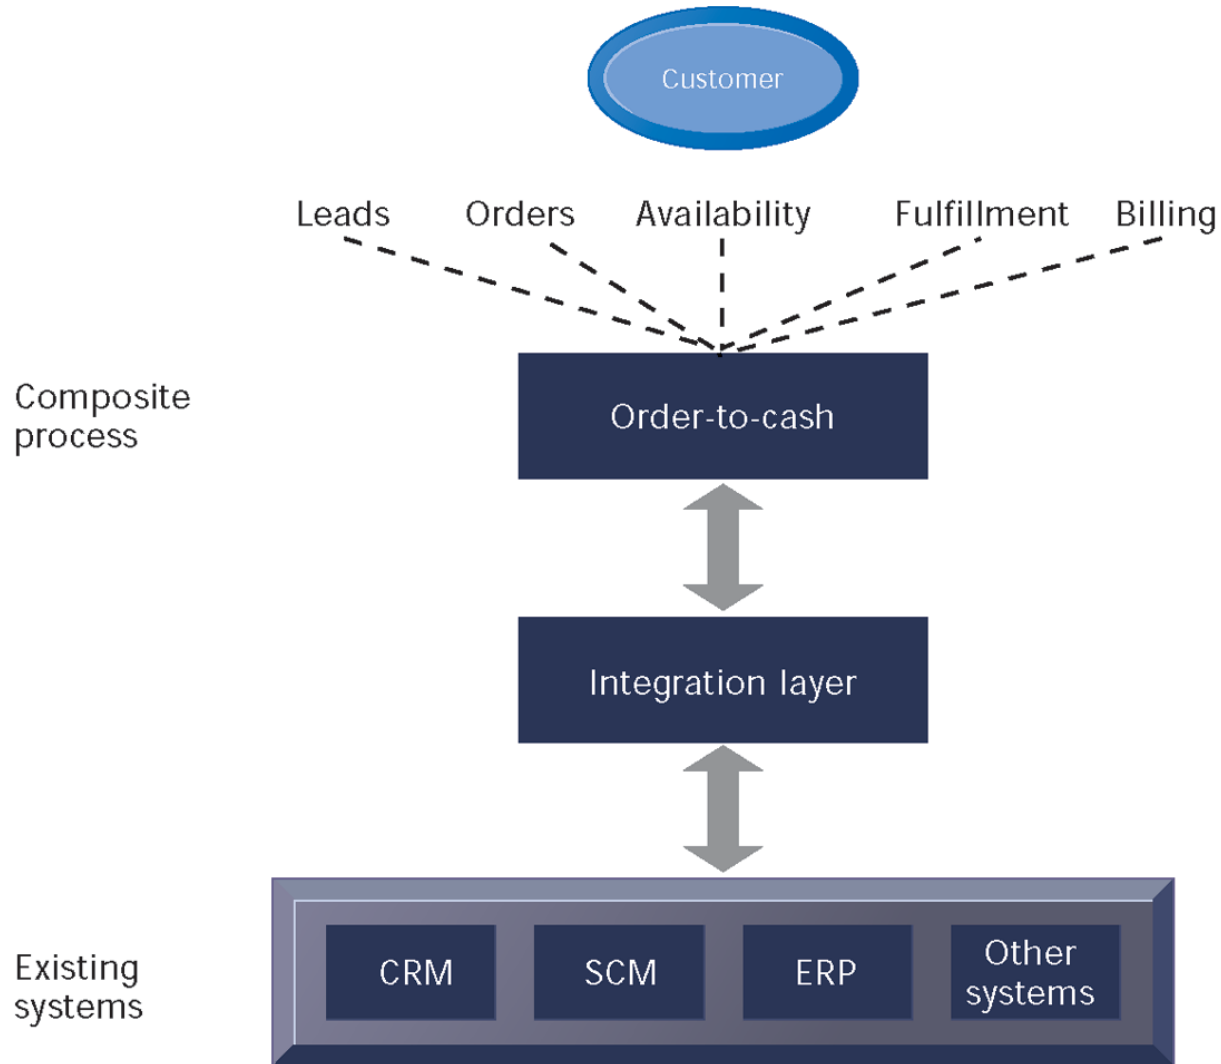 Customer
Leads
Orders
Availability
Fulfillment
Billing
Composite
process
Order-to-cash
Integration layer
Existing
systems
CRM
SCM
ERP
Other
systems